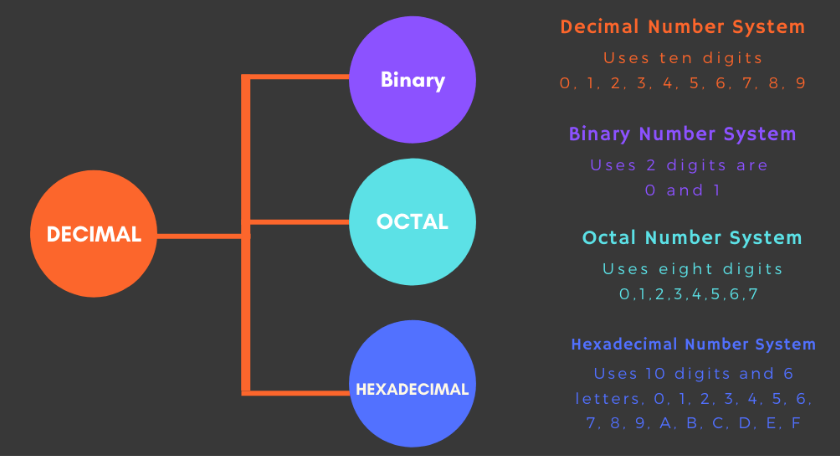 DECIMAL
Binary
OCTAL
HEXADECIMAL
Decimal Number System
Uses ten digits
0, 1, 2, 3, 4, 5, 6, 7, 8, 9
Binary Number System
Uses 2 digits are
0 and 1
Octal Number System
Uses eight digits
0,1,2,3,4,5,6,7
Hexadecimal Number System
Uses 10 digits and 6
letters, 0, 1, 2, 3, 4, 5, 6,
7, 8, 9, A, B, C, D, E, F